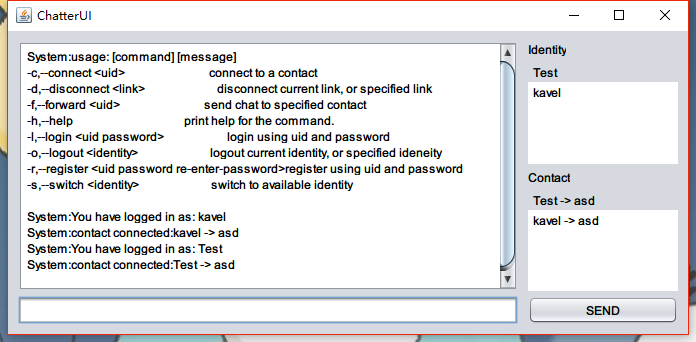 ChatterUI
System:usage: [command] [message]
-c,--connect <uid> connect to a contact
-d,--disconnect <link> disconnect current link, or specified link
-f,--forward <uid> send chat to specified contact
-h,--help print help for the command.
-l,--login <uid password> login using uid and password
-o,--logout <identity> logout current identity, or specified ideneity
-r,--register <uid password re-enter-password>register using uid and password
-s,--switch <identity> switch to available identity
System:You have logged in as: kavel
System:contact connected:kavel -> asd
System:You have logged in as: Test
System:contact connected:Test -> asd
Identity
Test
kavel
Contact
Test -> asd
kavel -> asd
SEND